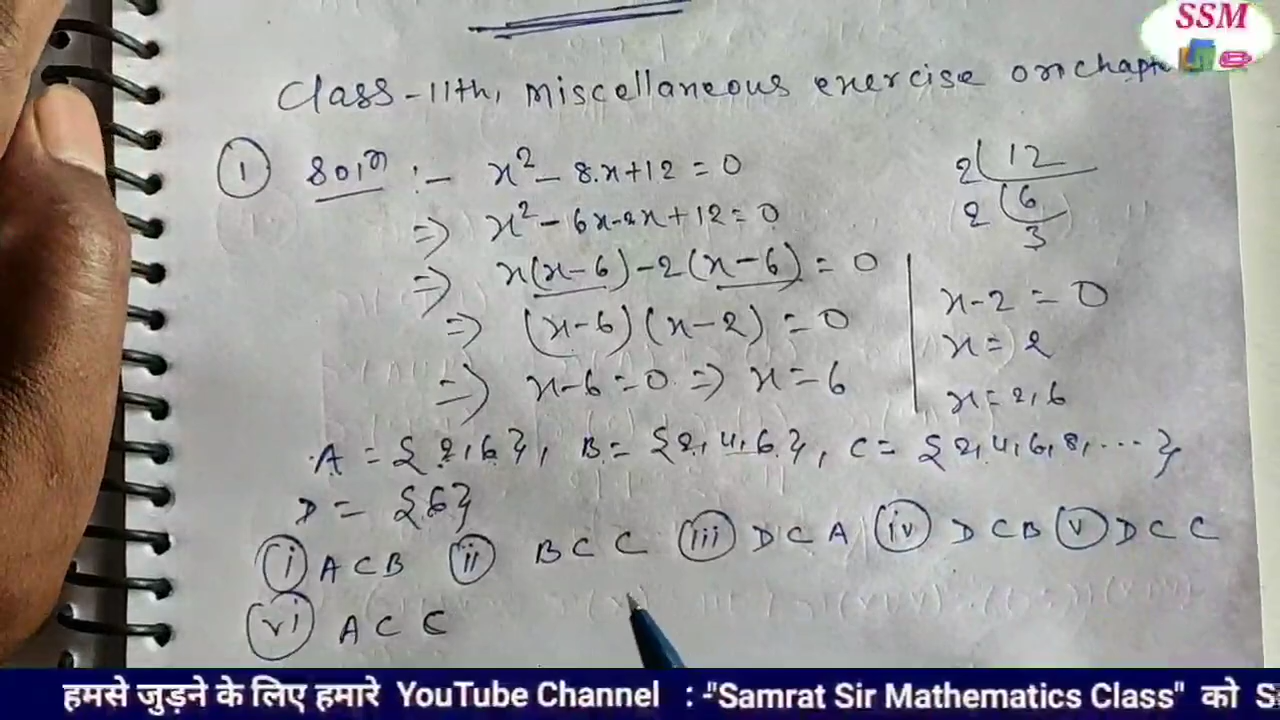 SSM
Class-11th, miscellaneous exercise on chapt
① Solⁿ :- x² - 8.x+12 = 0
⇒ x² - 6x-2x+12=0
⇒ x(x-6)-2(x-6) = 0
⇒ (x-6)(x-2) = 0
⇒ x-6=0 ⇒ x=6
2(12
2(6
3
x-2=0
x=2
x=2,6
A = {2,6}, B = {2,4,6}, C = {2,4,6,8,...}
D = {6}
(i) A⊂B (ii) B⊂C (iii) D⊂A (iv) D⊂B (v) D⊂C
(vi) A⊂C
हमसे जुड़ने के लिए हमारे YouTube Channel :-"Samrat Sir Mathematics Class" को S